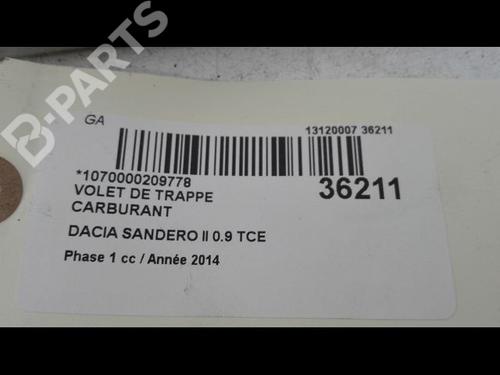 B-PARTS
GA
13120007 36211
*1070000209778
36211
VOLET DE TRAPPE
CARBURANT
DACIA SANDERO II 0.9 TCE
Phase 1 cc / Année 2014